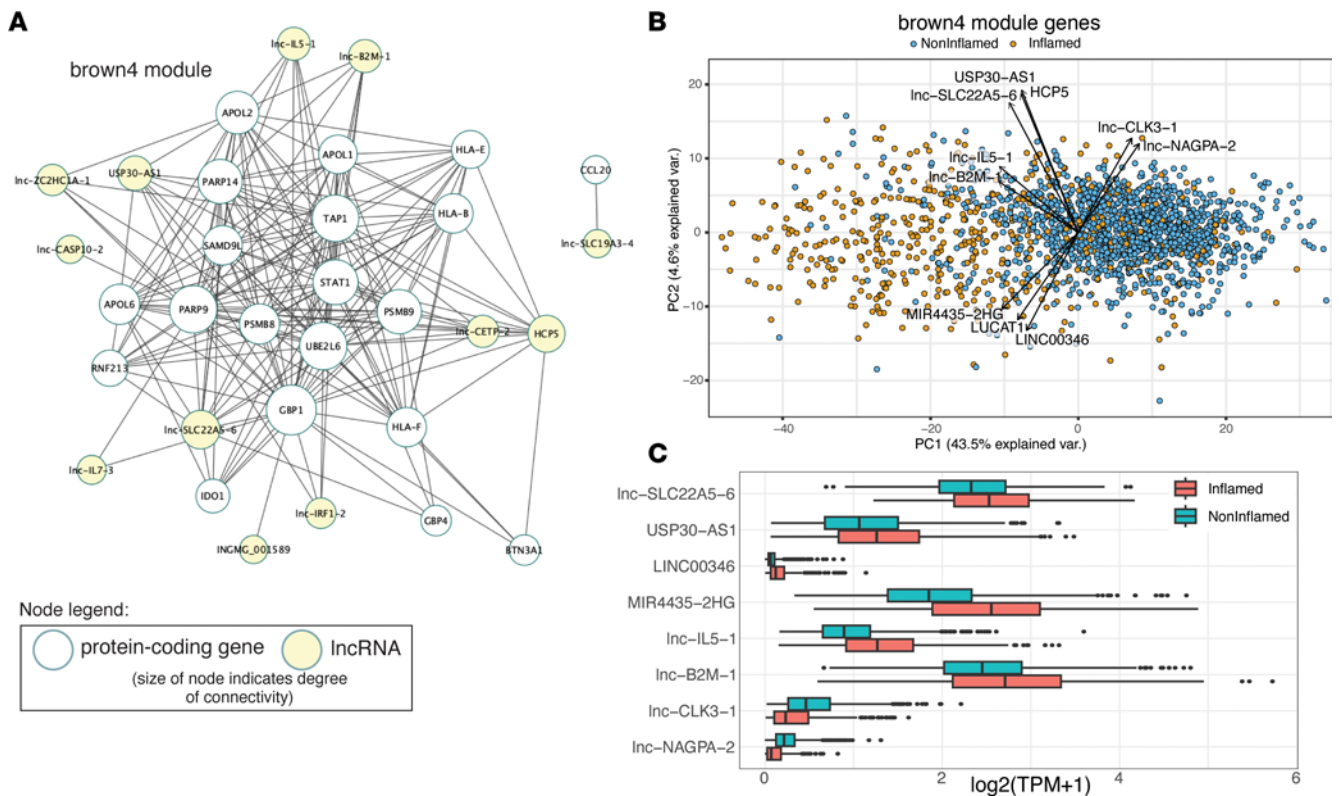 A
brown4 module
lnc-IL5-1
lnc-B2M-1
APOL2
APOL1
HLA-E
CCL20
lnc-ZC2HC1A-1
USP30-AS1
PARP14
TAP1
HLA-B
SAMD9L
lnc-SLC19A3-4
lnc-CASP10-2
STAT1
APOL6
PARP9
PSMB8
PSMB9
lnc-CETP-2
HCP5
UBE2L6
RNF213
GBP1
HLA-F
lnc-SLC22A5-6
lnc-IL7-3
IDO1
lnc-IRF1-2
GBP4
INGMG_001589
BTN3A1
Node legend:
protein-coding gene
lncRNA
(size of node indicates degree
of connectivity)
B
brown4 module genes
NonInflamed
Inflamed
USP30-AS1
lnc-SLC22A5-6
HCP5
lnc-CLK3-1
lnc-NAGPA-2
lnc-IL5-1
lnc-B2M-1
MIR4435-2HG
LUCAT1
LINC00346
PC2 (4.6% explained var.)
20
10
0
-10
-20
-40
-20
0
20
PC1 (43.5% explained var.)
C
lnc-SLC22A5-6
USP30-AS1
LINC00346
MIR4435-2HG
lnc-IL5-1
lnc-B2M-1
lnc-CLK3-1
lnc-NAGPA-2
Inflamed
NonInflamed
0
2
4
6
log2(TPM+1)